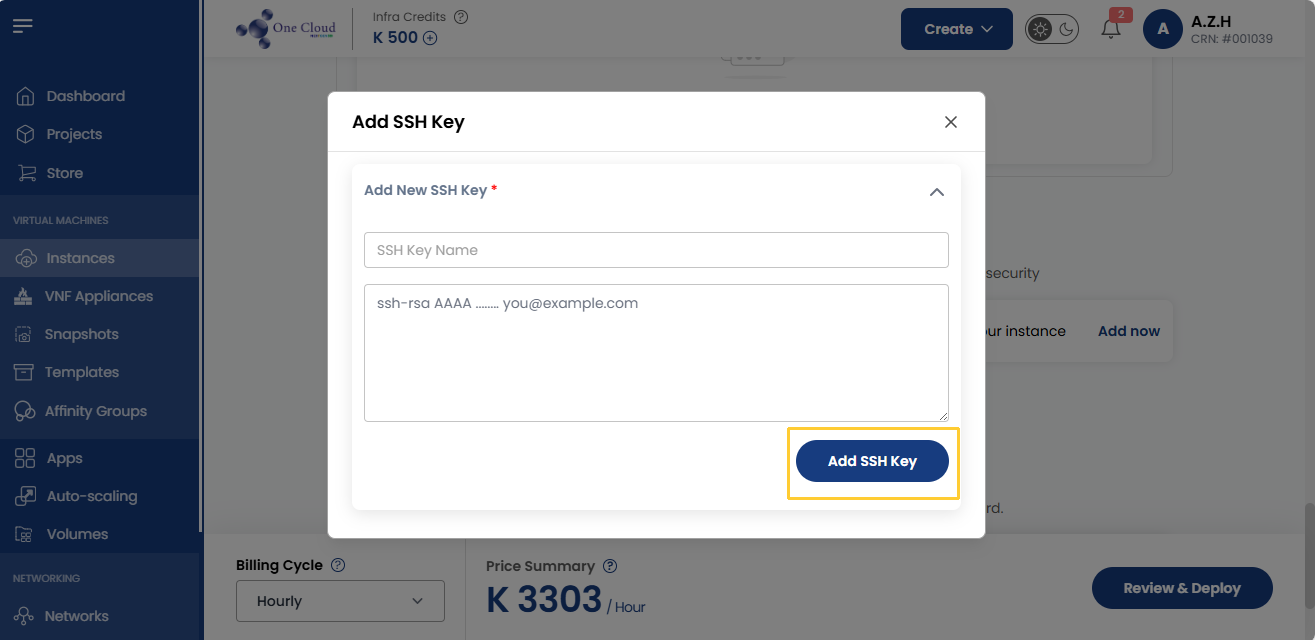 One Cloud
Infra Credits
K 500
Create
2
A
A.Z.H
CRN: #001039
Dashboard
Projects
Store
VIRTUAL MACHINES
Instances
VNF Appliances
Snapshots
Templates
Affinity Groups
Apps
Auto-scaling
Volumes
NETWORKING
Networks
Add SSH Key
Add New SSH Key *
SSH Key Name
ssh-rsa AAAA ........ you@example.com
Add SSH Key
security
our instance
Add now
rd.
Billing Cycle
Hourly
Price Summary
K 3303 / Hour
Review & Deploy